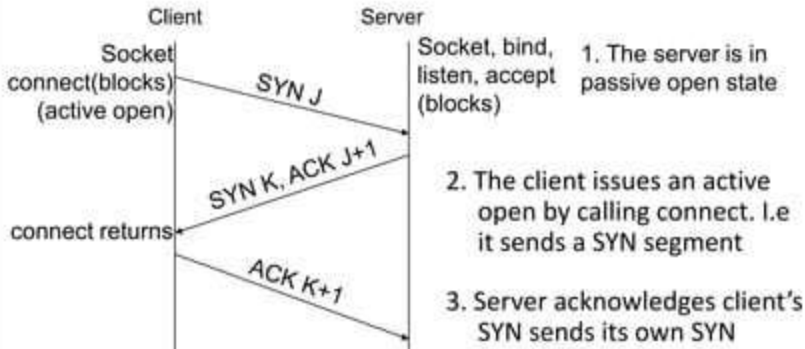 Client
Server
Socket
connect(blocks)
(active open)
Socket, bind,
listen, accept
(blocks)
1. The server is in
passive open state
SYN J
SYN K, ACK J+1
2. The client issues an active
open by calling connect. I.e
it sends a SYN segment
connect returns
ACK K+1
3. Server acknowledges client's
SYN sends its own SYN